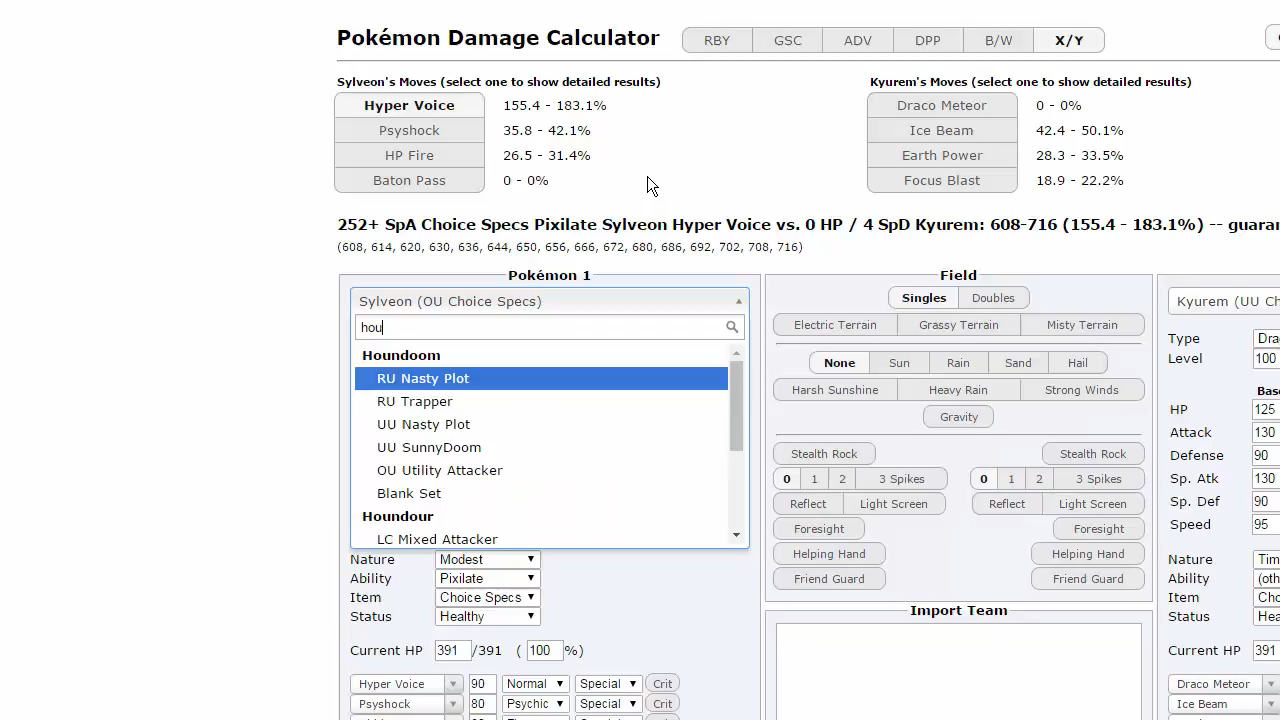 Pokémon Damage Calculator RBY GSC ADV DPP B/W X/Y
Sylveon's Moves (select one to show detailed results)
Hyper Voice 155.4 - 183.1%
Psyshock 35.8 - 42.1%
HP Fire 26.5 - 31.4%
Baton Pass 0 - 0%
Kyurem's Moves (select one to show detailed results)
Draco Meteor 0 - 0%
Ice Beam 42.4 - 50.1%
Earth Power 28.3 - 33.5%
Focus Blast 18.9 - 22.2%
252+ SpA Choice Specs Pixilate Sylveon Hyper Voice vs. 0 HP / 4 SpD Kyurem: 608-716 (155.4 - 183.1%) -- guaran
(608, 614, 620, 630, 636, 644, 650, 656, 666, 672, 680, 686, 692, 702, 708, 716)
Pokémon 1
Sylveon (OU Choice Specs)
hou
Houndoom
RU Nasty Plot
RU Trapper
UU Nasty Plot
UU SunnyDoom
OU Utility Attacker
Blank Set
Houndour
LC Mixed Attacker
Nature Modest
Ability Pixilate
Item Choice Specs
Status Healthy
Current HP 391 /391 ( 100 %)
Hyper Voice 90 Normal Special Crit
Psyshock 80 Psychic Special Crit
Field
Singles Doubles
Electric Terrain Grassy Terrain Misty Terrain
None Sun Rain Sand Hail
Harsh Sunshine Heavy Rain Strong Winds
Gravity
Stealth Rock Stealth Rock
0 1 2 3 Spikes 0 1 2 3 Spikes
Reflect Light Screen Reflect Light Screen
Foresight Foresight
Helping Hand Helping Hand
Friend Guard Friend Guard
Import Team
Kyurem (UU Ch
Type Dra
Level 100
Bas
HP 125
Attack 130
Defense 90
Sp. Atk 130
Sp. Def 90
Speed 95
Nature Tim
Ability (oth
Item Cho
Status Hea
Current HP 391
Draco Meteor
Ice Beam